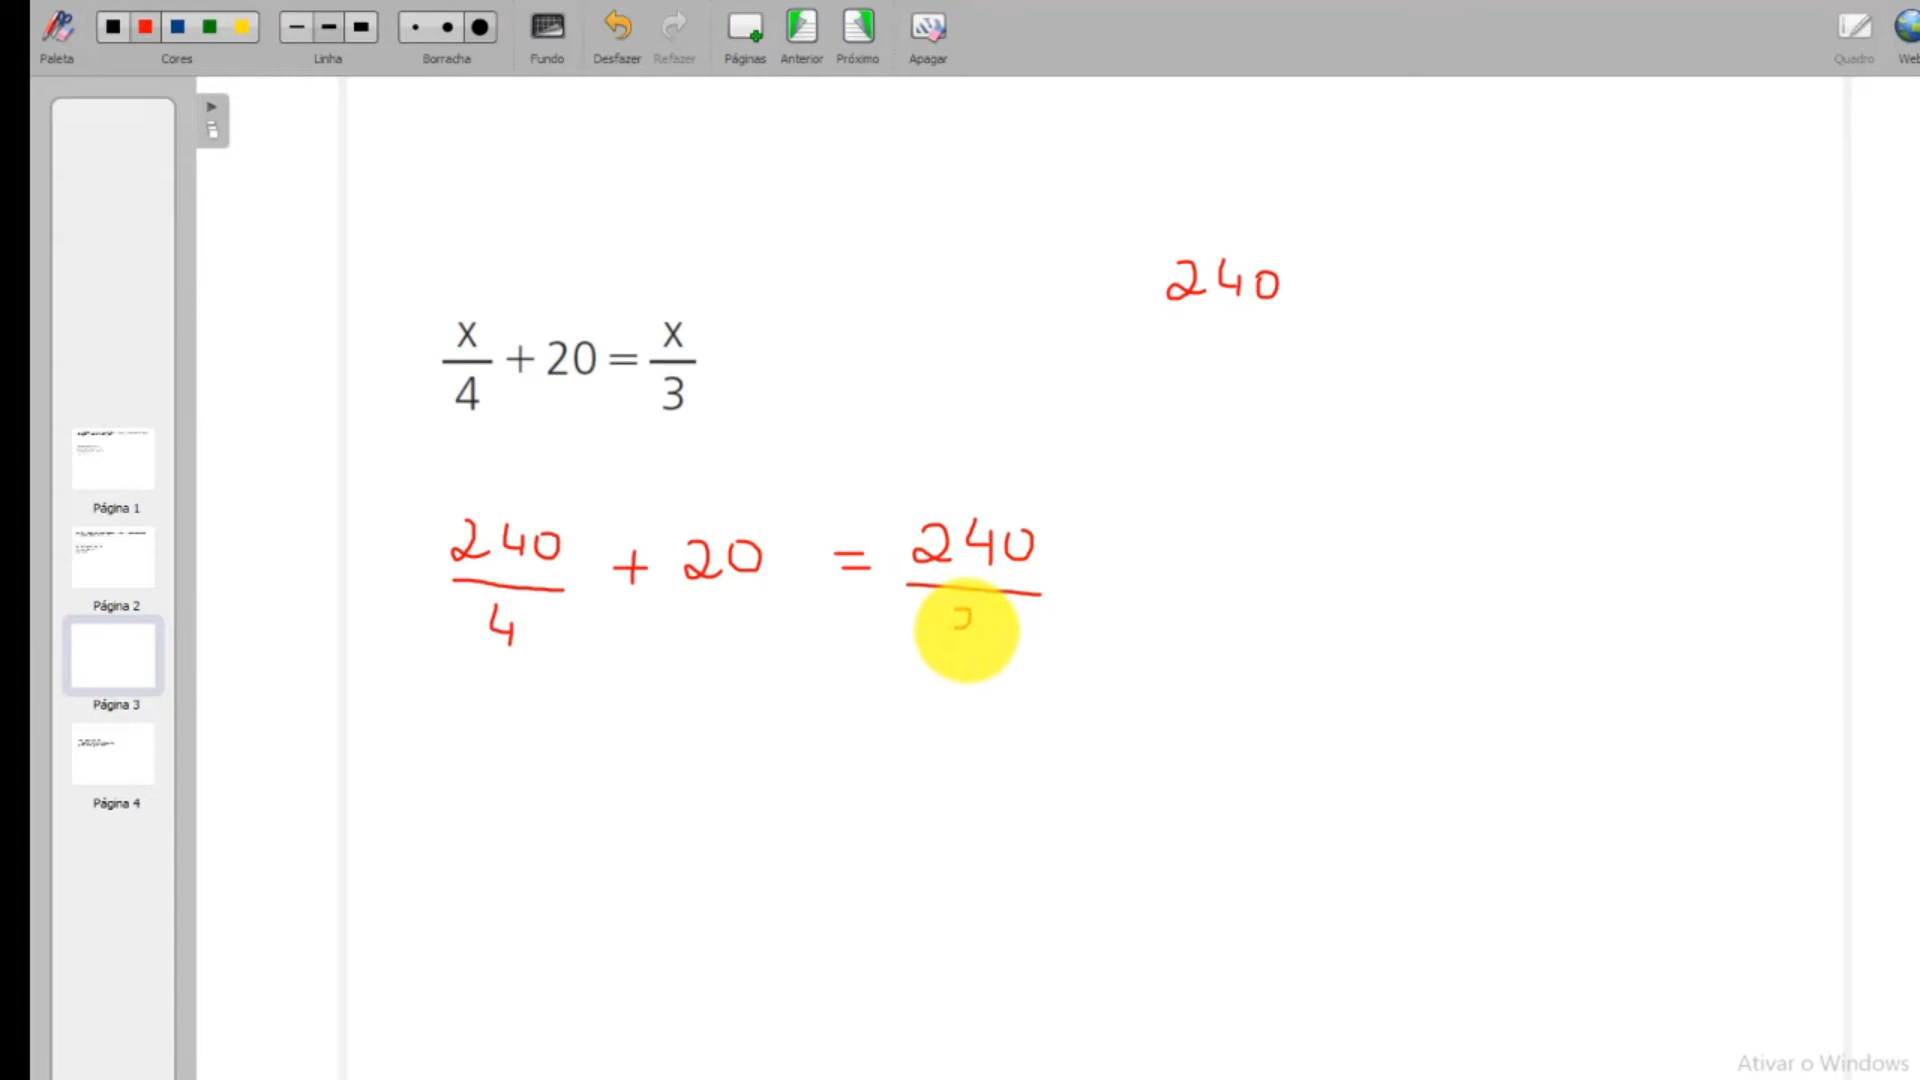 Paleta Cores Linha Borracha Fundo Desfazer Refazer Páginas Anterior Próximo Apagar Quadro Web
240
x/4 + 20 = x/3
240/4 + 20 = 240/
Página 1
Página 2
Página 3
Página 4
Ativar o Windows